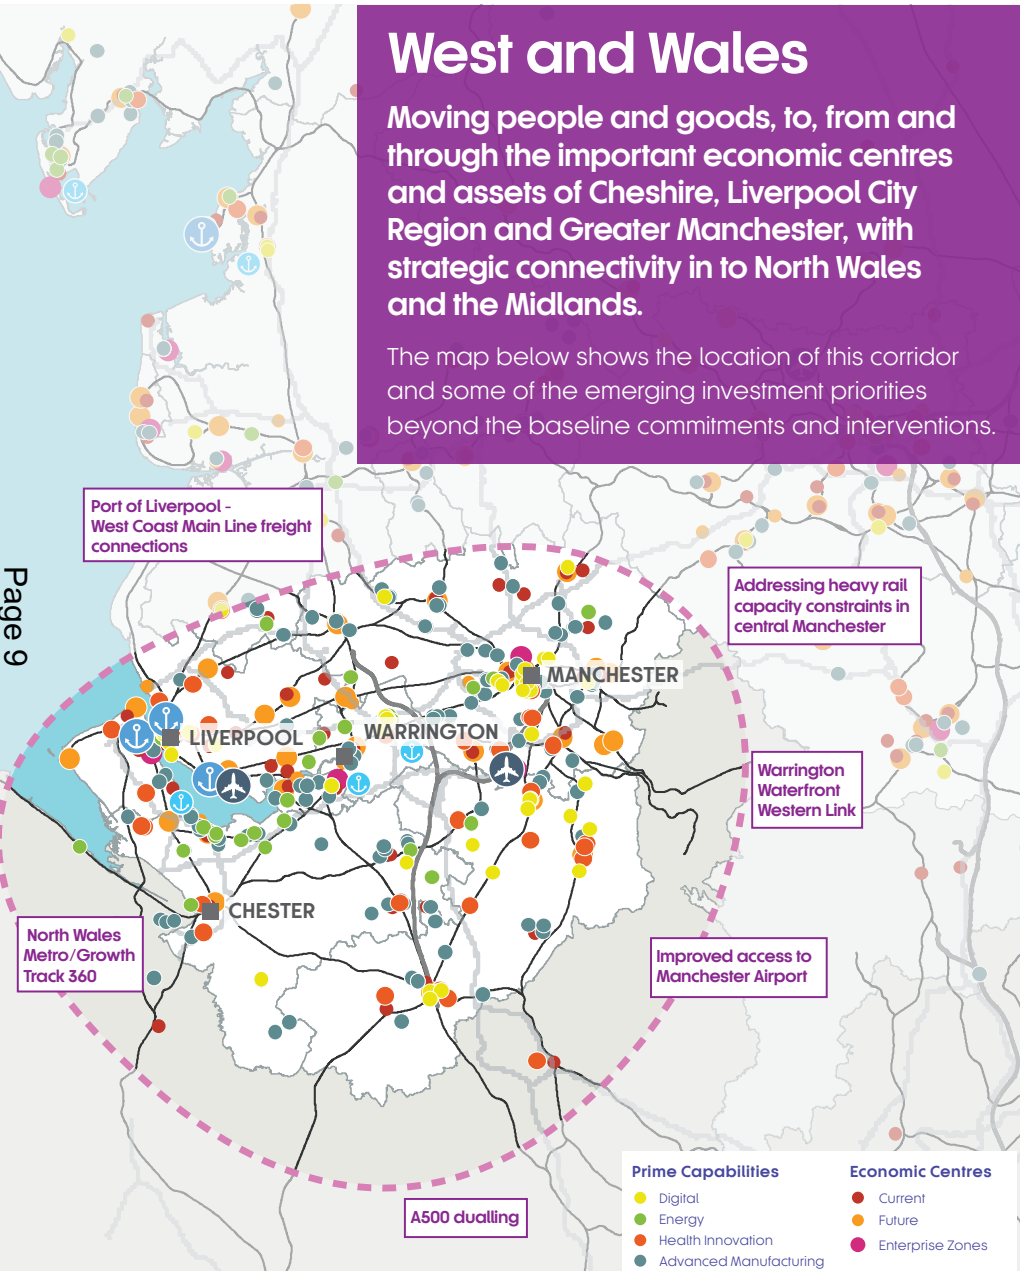 West and Wales
Moving people and goods, to, from and
through the important economic centres
and assets of Cheshire, Liverpool City
Region and Greater Manchester, with
strategic connectivity in to North Wales
and the Midlands.
The map below shows the location of this corridor
and some of the emerging investment priorities
beyond the baseline commitments and interventions.
Port of Liverpool -
West Coast Main Line freight
connections
Page 9
Addressing heavy rail
capacity constraints in
central Manchester
MANCHESTER
WARRINGTON
LIVERPOOL
Warrington
Waterfront
Western Link
CHESTER
North Wales
Metro/Growth
Track 360
Improved access to
Manchester Airport
A500 dualling
Prime Capabilities
Digital
Energy
Health Innovation
Advanced Manufacturing
Economic Centres
Current
Future
Enterprise Zones